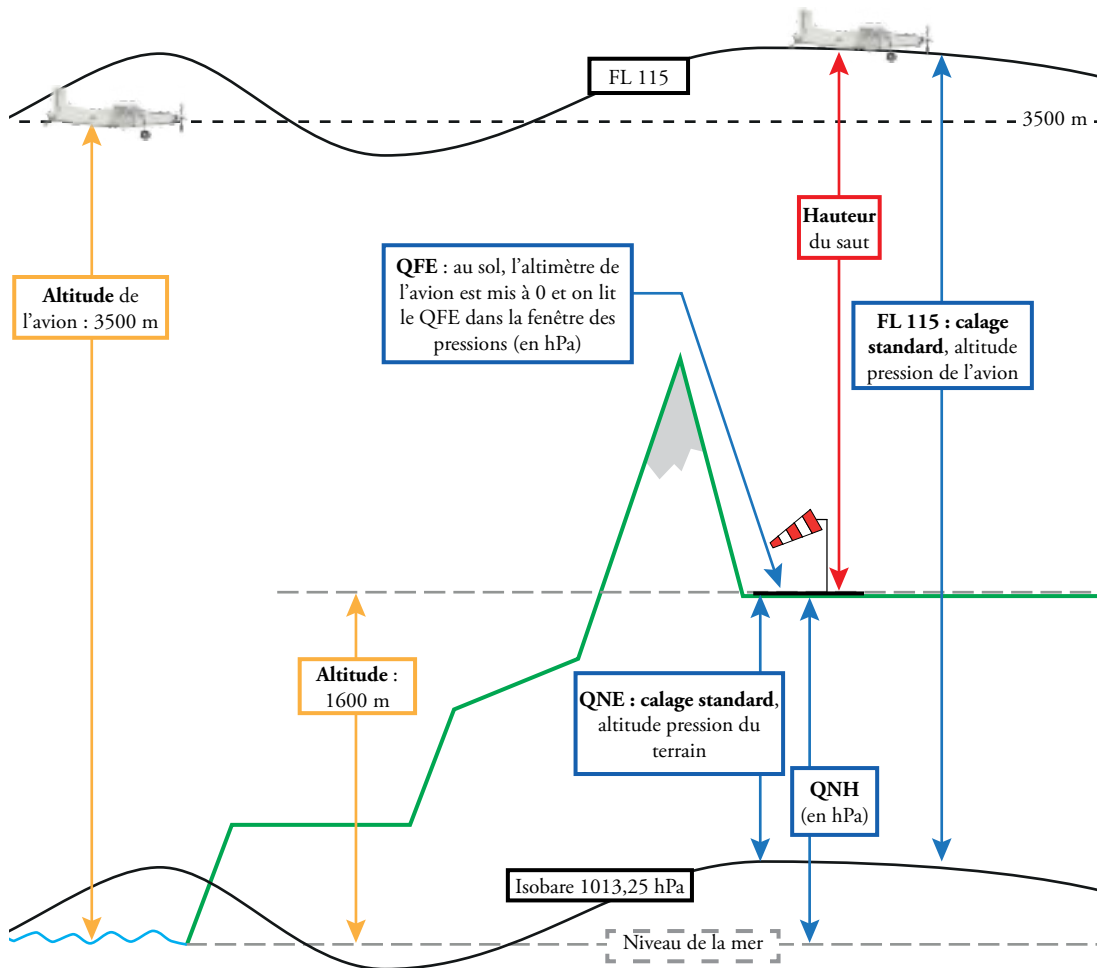 FL 115
3500 m
Hauteur
du saut
QFE : au sol, l’altimètre de
l’avion est mis à 0 et on lit
le QFE dans la fenêtre des
pressions (en hPa)
Altitude de
l’avion : 3500 m
FL 115 : calage
standard, altitude
pression de l’avion
Altitude :
1600 m
QNE : calage standard,
altitude pression du
terrain
QNH
(en hPa)
Isobare 1013,25 hPa
Niveau de la mer